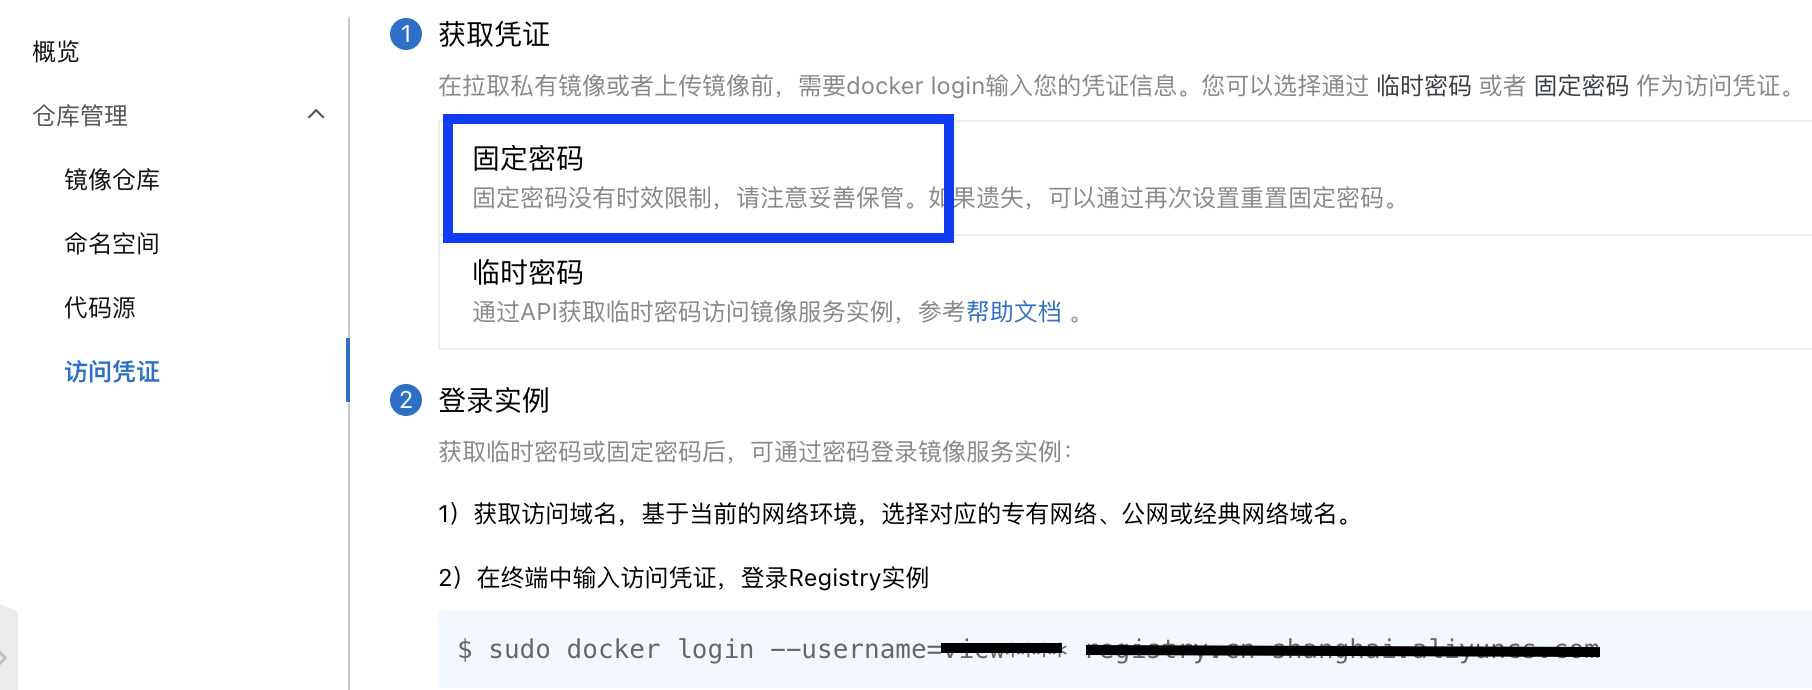 概览
仓库管理
镜像仓库
命名空间
代码源
访问凭证
1 获取凭证
在拉取私有镜像或者上传镜像前，需要docker login输入您的凭证信息。您可以选择通过 临时密码 或者 固定密码 作为访问凭证。
固定密码
固定密码没有时效限制，请注意妥善保管。如果遗失，可以通过再次设置重置固定密码。
临时密码
通过API获取临时密码访问镜像服务实例，参考帮助文档 。
2 登录实例
获取临时密码或固定密码后，可通过密码登录镜像服务实例：
1）获取访问域名，基于当前的网络环境，选择对应的专有网络、公网或经典网络域名。
2）在终端中输入访问凭证，登录Registry实例
$ sudo docker login --username=